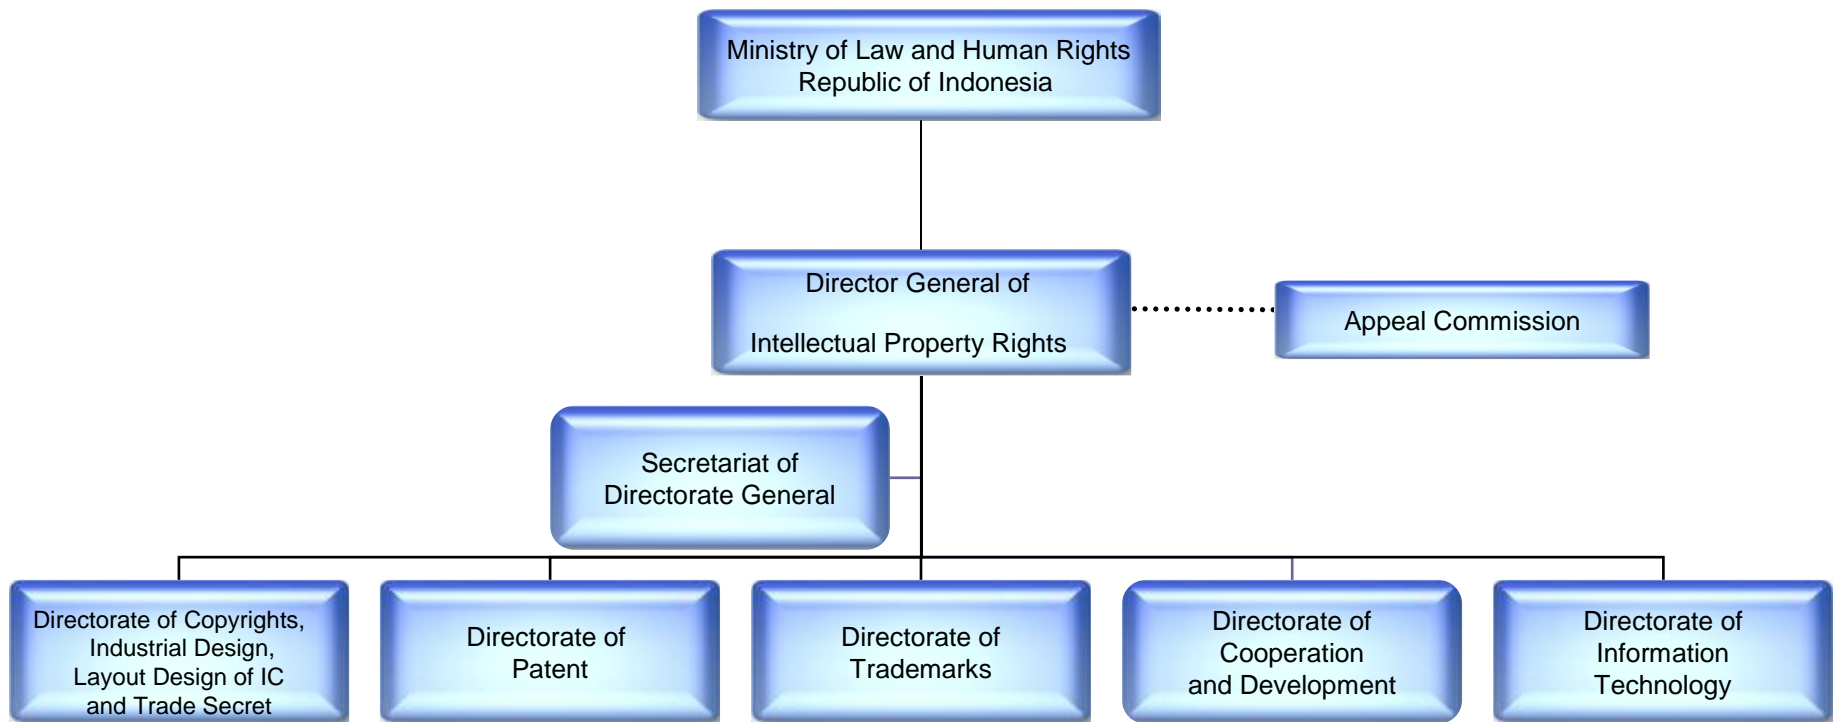 Ministry of Law and Human Rights
Republic of Indonesia
Director General of
Intellectual Property Rights
Appeal Commission
Secretariat of
Directorate General
Directorate of Copyrights,
Industrial Design,
Layout Design of IC
and Trade Secret
Directorate of
Patent
Directorate of
Trademarks
Directorate of
Cooperation
and Development
Directorate of
Information
Technology